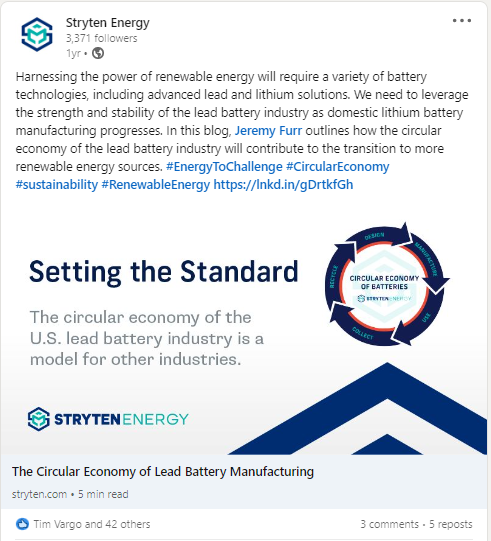 Stryten Energy
3,371 followers
1yr •
Harnessing the power of renewable energy will require a variety of battery
technologies, including advanced lead and lithium solutions. We need to leverage
the strength and stability of the lead battery industry as domestic lithium battery
manufacturing progresses. In this blog, Jeremy Furr outlines how the circular
economy of the lead battery industry will contribute to the transition to more
renewable energy sources. #EnergyToChallenge #CircularEconomy
#sustainability #RenewableEnergy https://lnkd.in/gDrtkfGh
Setting the Standard
The circular economy of the
U.S. lead battery industry is a
model for other industries.
DESIGN
MANUFACTURE
USE
COLLECT
RECYCLE
CIRCULAR ECONOMY
OF BATTERIES
STRYTEN ENERGY
STRYTEN ENERGY
The Circular Economy of Lead Battery Manufacturing
stryten.com • 5 min read
Tim Vargo and 42 others
3 comments • 5 reposts